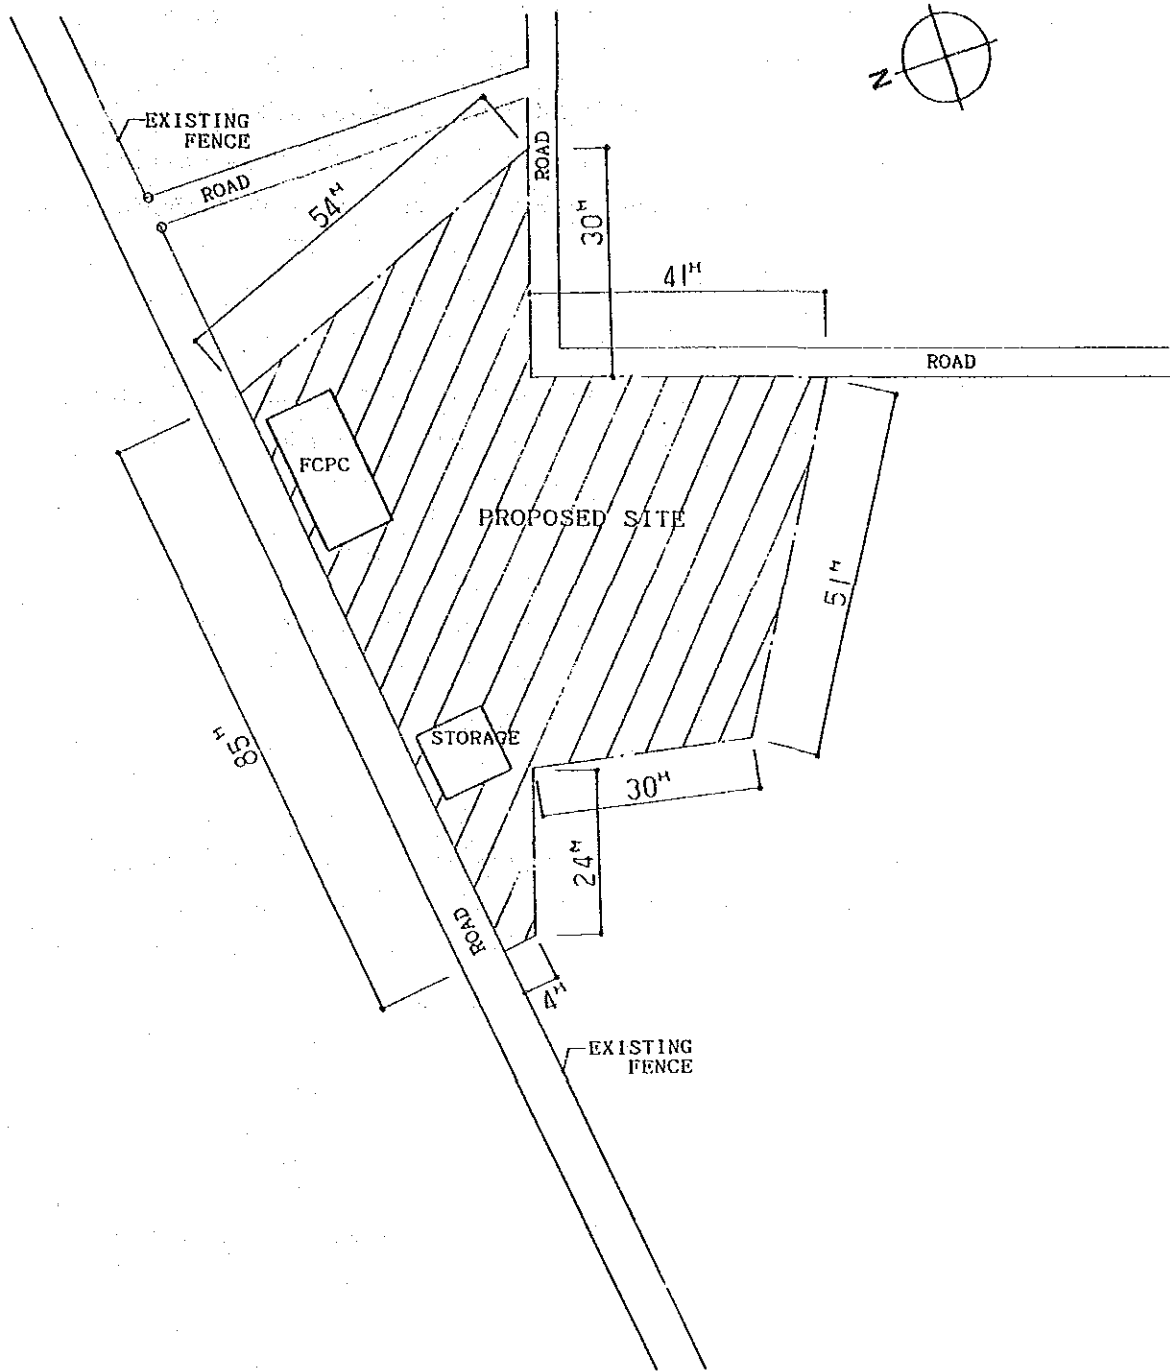 N
EXISTING
FENCE
ROAD
54M
ROAD
30M
41M
ROAD
FCPC
PROPOSED SITE
51M
85M
STORAGE
30M
24M
ROAD
4M
EXISTING
FENCE